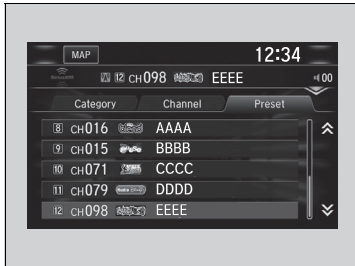 MAP 12:34
12 CH098 EEEE 00
Category Channel Preset
8 CH016 AAAA
9 CH015 BBBB
10 CH071 CCCC
11 CH079 DDDD
12 CH098 EEEE